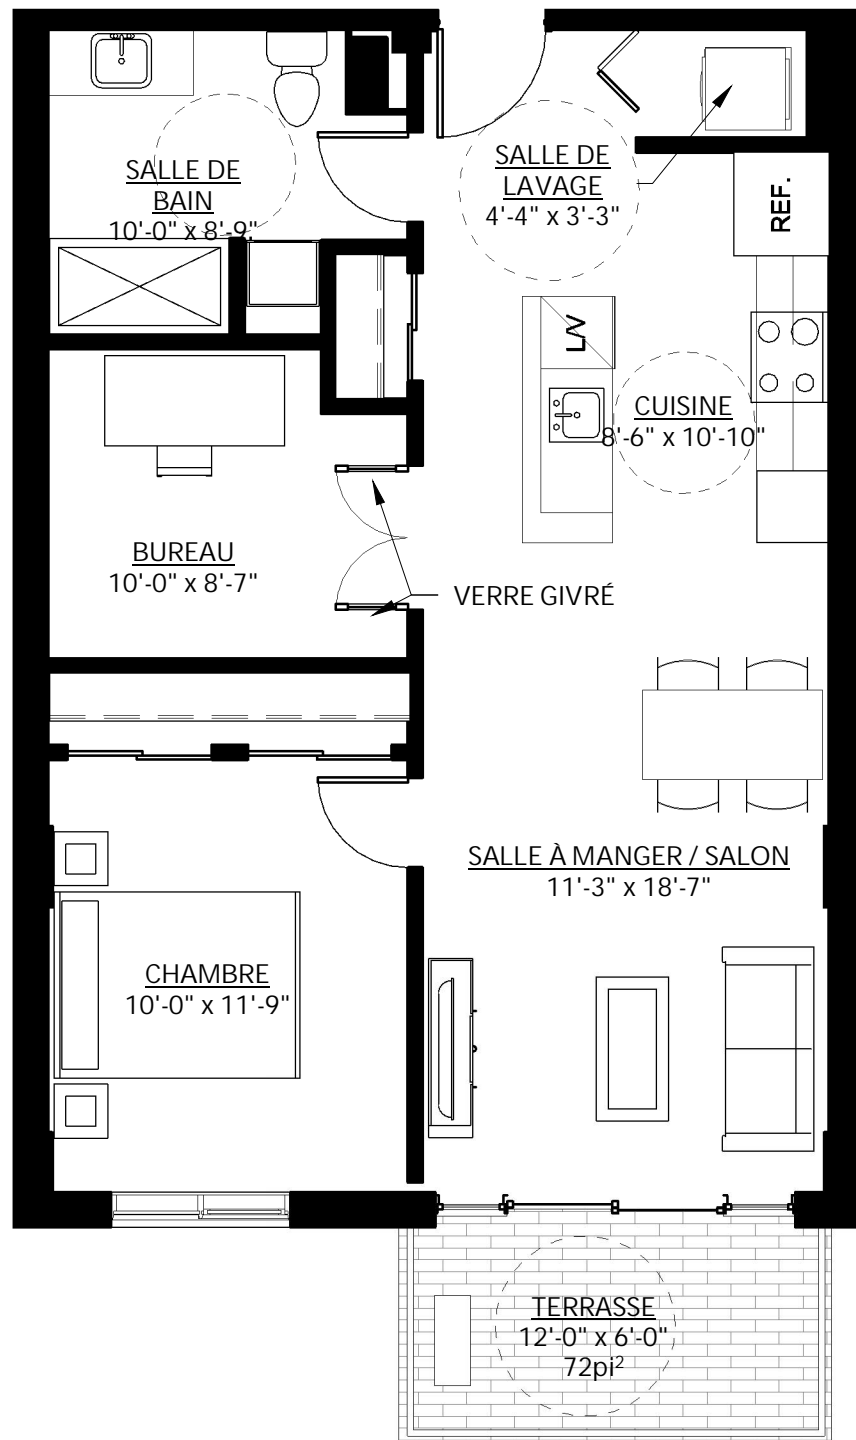 SALLE DE
BAIN
10'-0" x 8'-9"
SALLE DE
LAVAGE
4'-4" x 3'-3"
REF.
L/V
CUISINE
8'-6" x 10'-10"
BUREAU
10'-0" x 8'-7"
VERRE GIVRÉ
SALLE À MANGER / SALON
11'-3" x 18'-7"
CHAMBRE
10'-0" x 11'-9"
TERRASSE
12'-0" x 6'-0"
72pi²